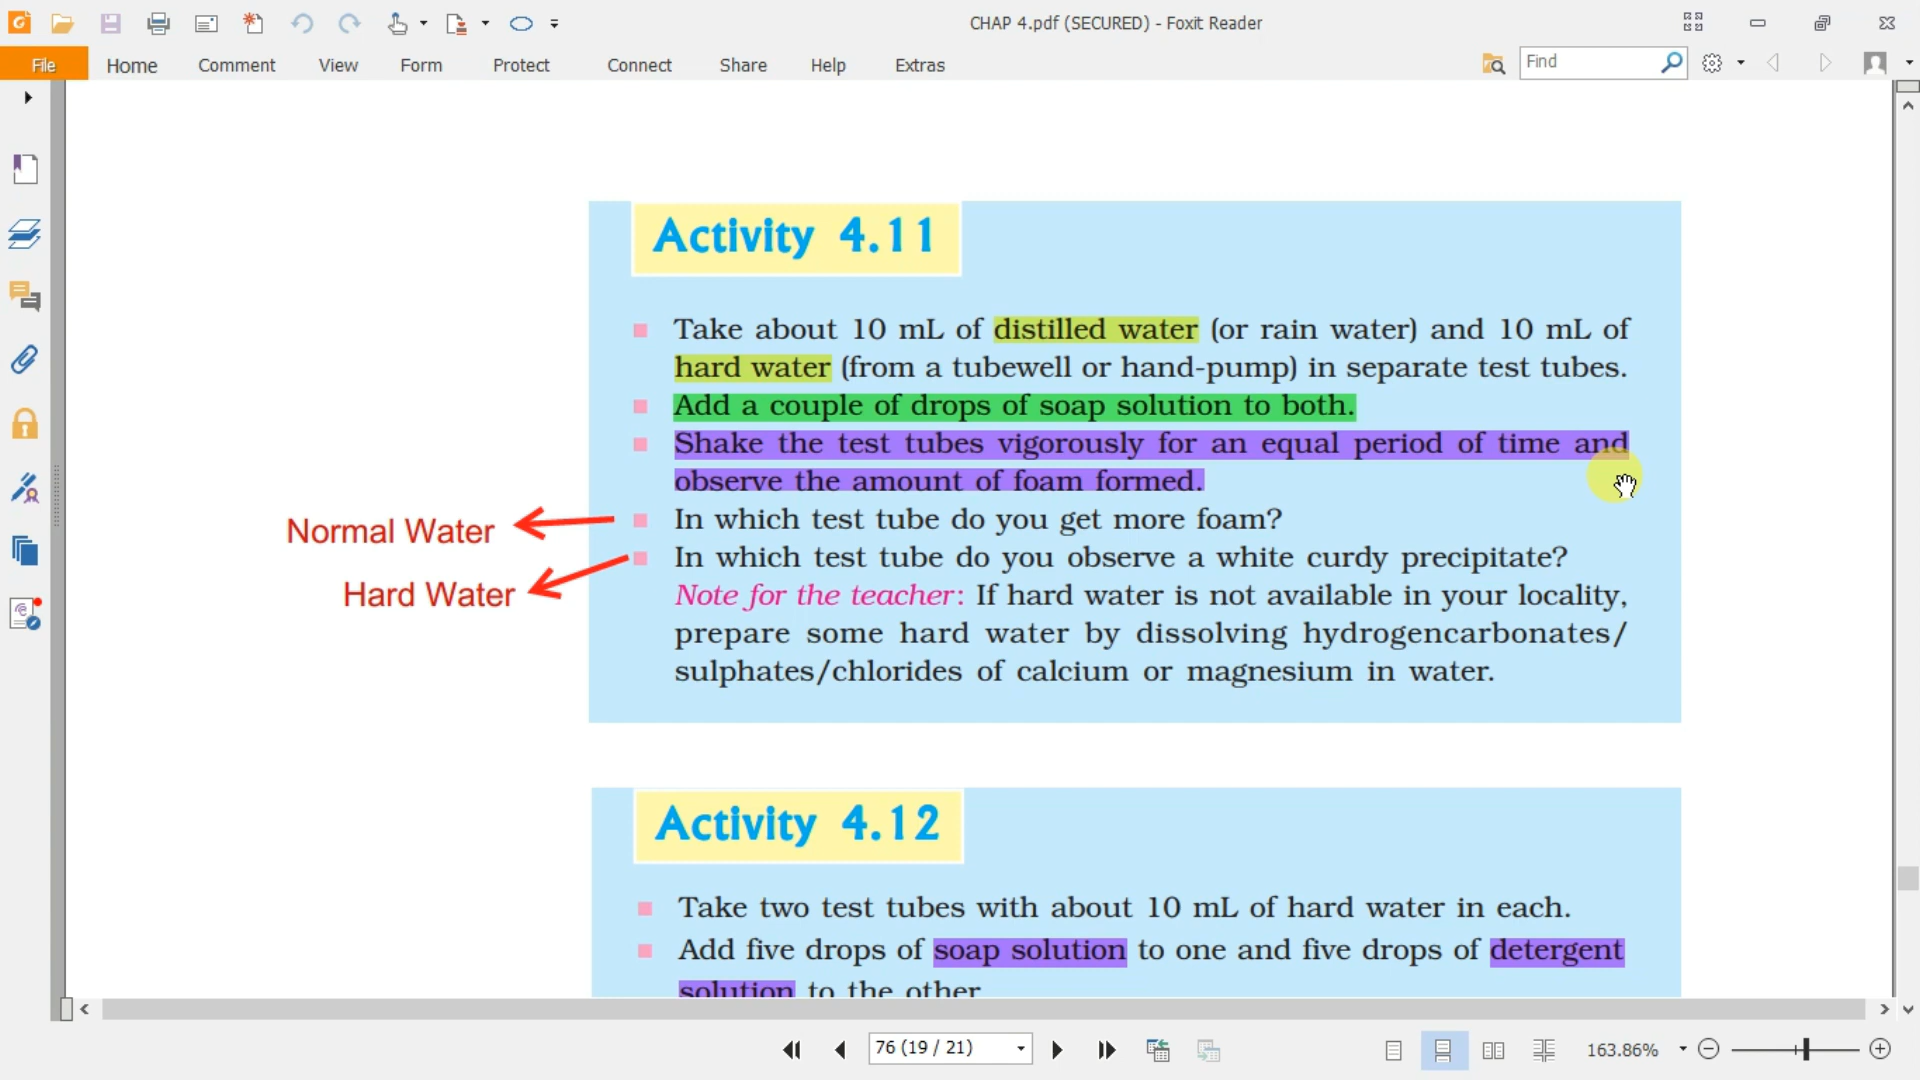 CHAP 4.pdf (SECURED) - Foxit Reader
File Home Comment View Form Protect Connect Share Help Extras Find
Activity 4.11
Take about 10 mL of distilled water (or rain water) and 10 mL of
hard water (from a tubewell or hand-pump) in separate test tubes.
Add a couple of drops of soap solution to both.
Shake the test tubes vigorously for an equal period of time and
observe the amount of foam formed.
Normal Water
In which test tube do you get more foam?
Hard Water
In which test tube do you observe a white curdy precipitate?
Note for the teacher: If hard water is not available in your locality,
prepare some hard water by dissolving hydrogencarbonates/
sulphates/chlorides of calcium or magnesium in water.
Activity 4.12
Take two test tubes with about 10 mL of hard water in each.
Add five drops of soap solution to one and five drops of detergent
solution to the other
76 (19 / 21) 163.86%